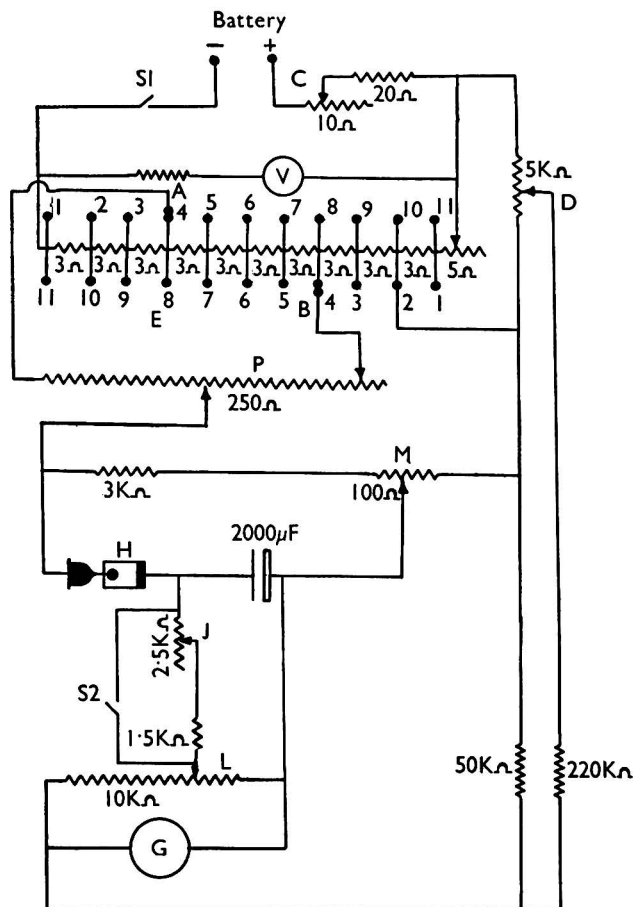 Battery
− +
S1
C
20Ω
10Ω
5KΩ
D
V
A
1 2 3 4 5 6 7 8 9 10 11
3Ω 3Ω 3Ω 3Ω 3Ω 3Ω 3Ω 3Ω 3Ω 3Ω 5Ω
11 10 9 8 7 6 5 4 3 2 1
E
B
P
250Ω
M
3KΩ
100Ω
2000μF
H
J
2·5KΩ
S2
1·5KΩ
L
10KΩ
50KΩ
220KΩ
G